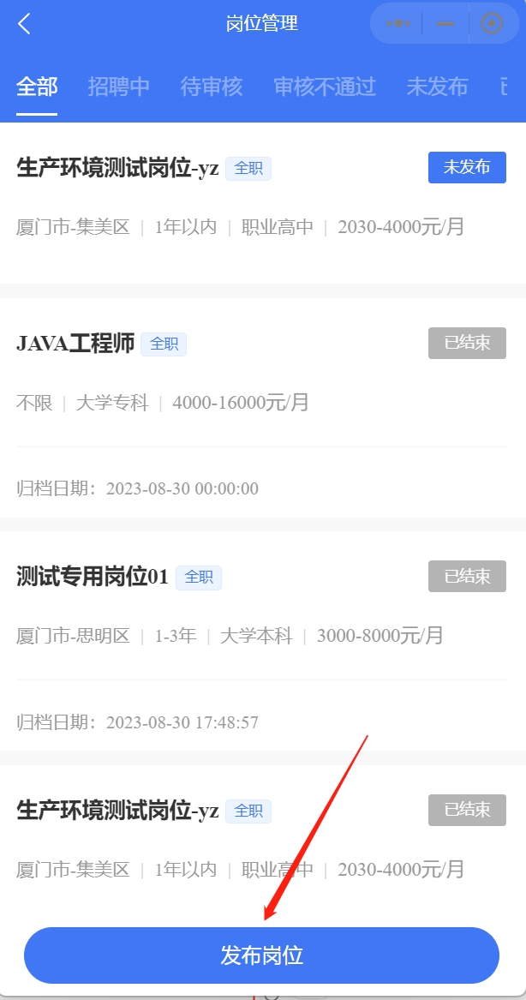 岗位管理
全部 招聘中 待审核 审核不通过 未发布
生产环境测试岗位-yz 全职 未发布
厦门市-集美区 | 1年以内 | 职业高中 | 2030-4000元/月
JAVA工程师 全职 已结束
不限 | 大学专科 | 4000-16000元/月
归档日期：2023-08-30 00:00:00
测试专用岗位01 全职 已结束
厦门市-思明区 | 1-3年 | 大学本科 | 3000-8000元/月
归档日期：2023-08-30 17:48:57
生产环境测试岗位-yz 全职 已结束
厦门市-集美区 | 1年以内 | 职业高中 | 2030-4000元/月
发布岗位